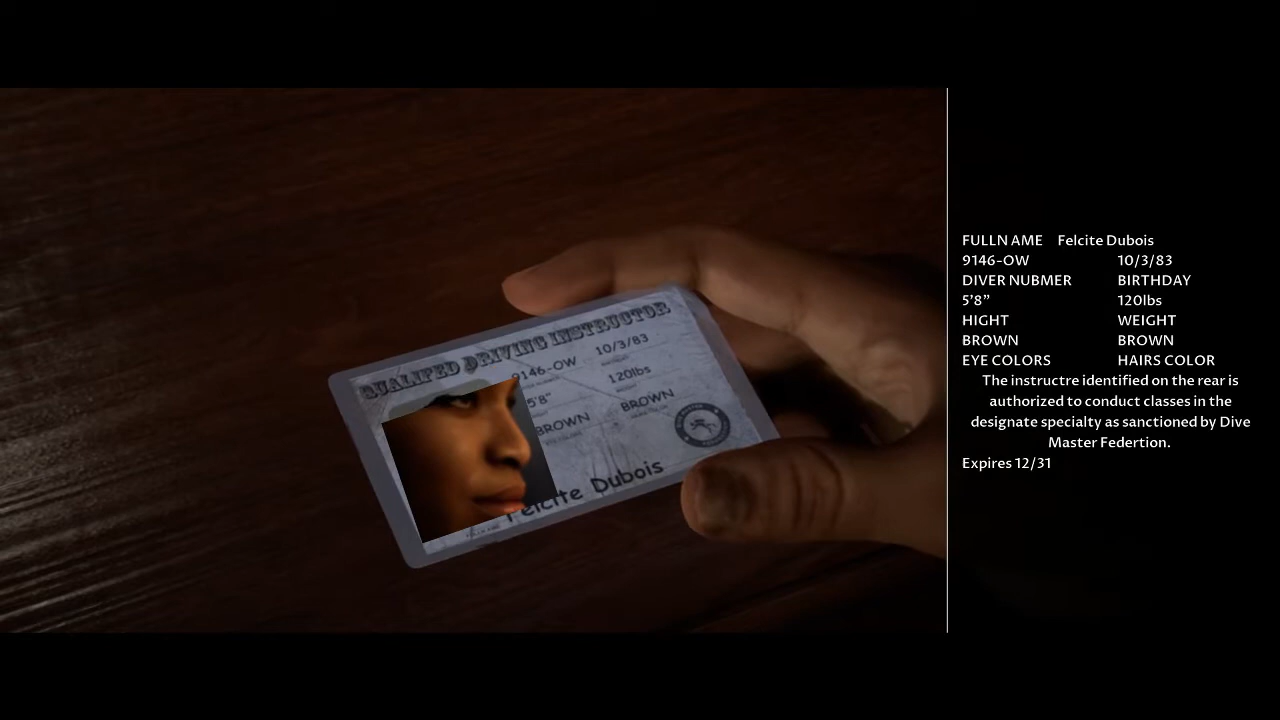 QUALIFED DRIVING INSTRUCTOR
9146-OW 10/3/83
5'8" 120lbs
BROWN BROWN
Felcite Dubois
FULLN AME Felcite Dubois
9146-OW 10/3/83
DIVER NUBMER BIRTHDAY
5'8” 120lbs
HIGHT WEIGHT
BROWN BROWN
EYE COLORS HAIRS COLOR
The instructre identified on the rear is
authorized to conduct classes in the
designate specialty as sanctioned by Dive
Master Federtion.
Expires 12/31